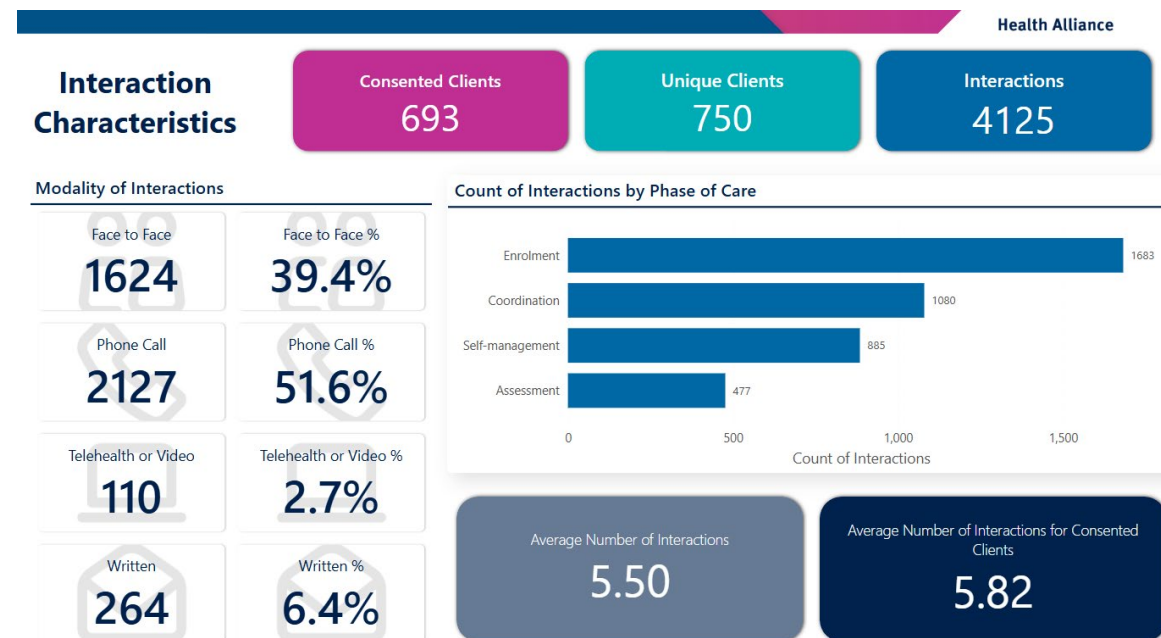 Health Alliance
Interaction
Characteristics
Consented Clients
693
Unique Clients
750
Interactions
4125
Modality of Interactions
Face to Face
1624
Face to Face %
39.4%
Phone Call
2127
Phone Call %
51.6%
Telehealth or Video
110
Telehealth or Video %
2.7%
Written
264
Written %
6.4%
Count of Interactions by Phase of Care
Enrolment
1683
Coordination
1080
Self-management
885
Assessment
477
0
500
1,000
1,500
Count of Interactions
Average Number of Interactions
5.50
Average Number of Interactions for Consented
Clients
5.82